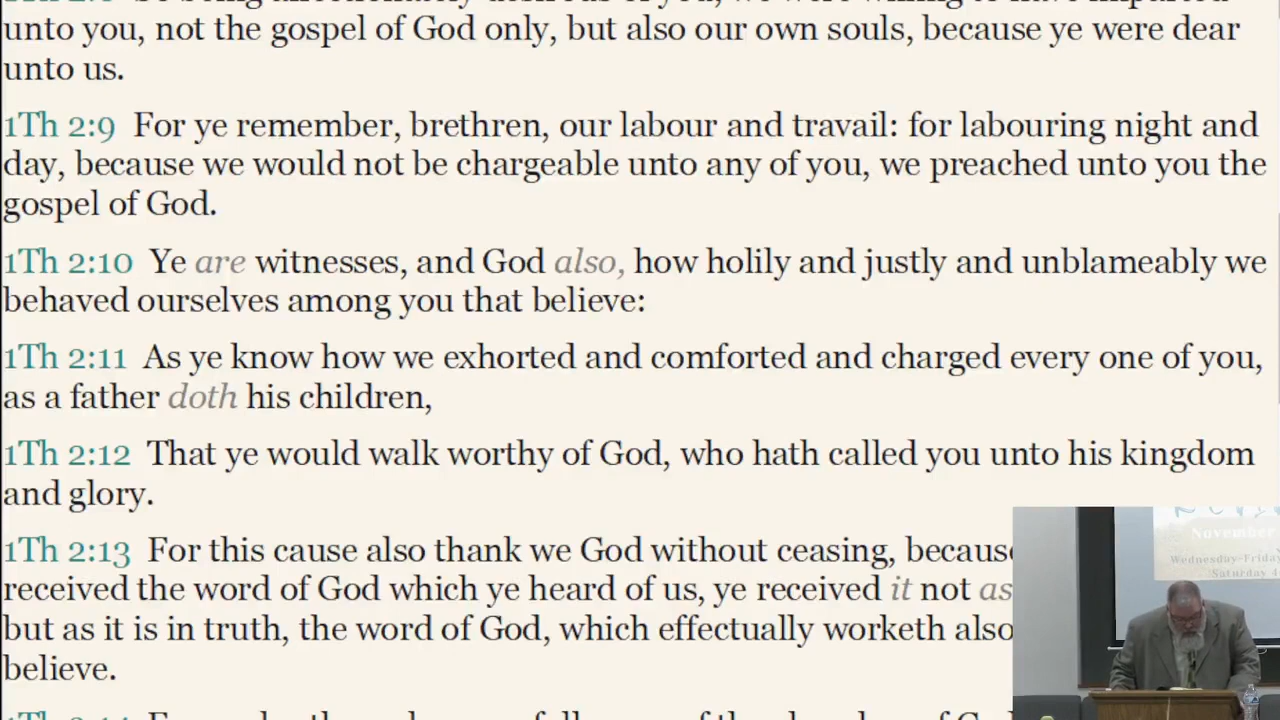 unto you, not the gospel of God only, but also our own souls, because ye were dear
unto us.
1Th 2:9 For ye remember, brethren, our labour and travail: for labouring night and
day, because we would not be chargeable unto any of you, we preached unto you the
gospel of God.
1Th 2:10 Ye are witnesses, and God also, how holily and justly and unblameably we
behaved ourselves among you that believe:
1Th 2:11 As ye know how we exhorted and comforted and charged every one of you,
as a father doth his children,
1Th 2:12 That ye would walk worthy of God, who hath called you unto his kingdom
and glory.
1Th 2:13 For this cause also thank we God without ceasing, because
received the word of God which ye heard of us, ye received it not as
but as it is in truth, the word of God, which effectually worketh also
believe.
November
Wednesday-Friday
Saturday